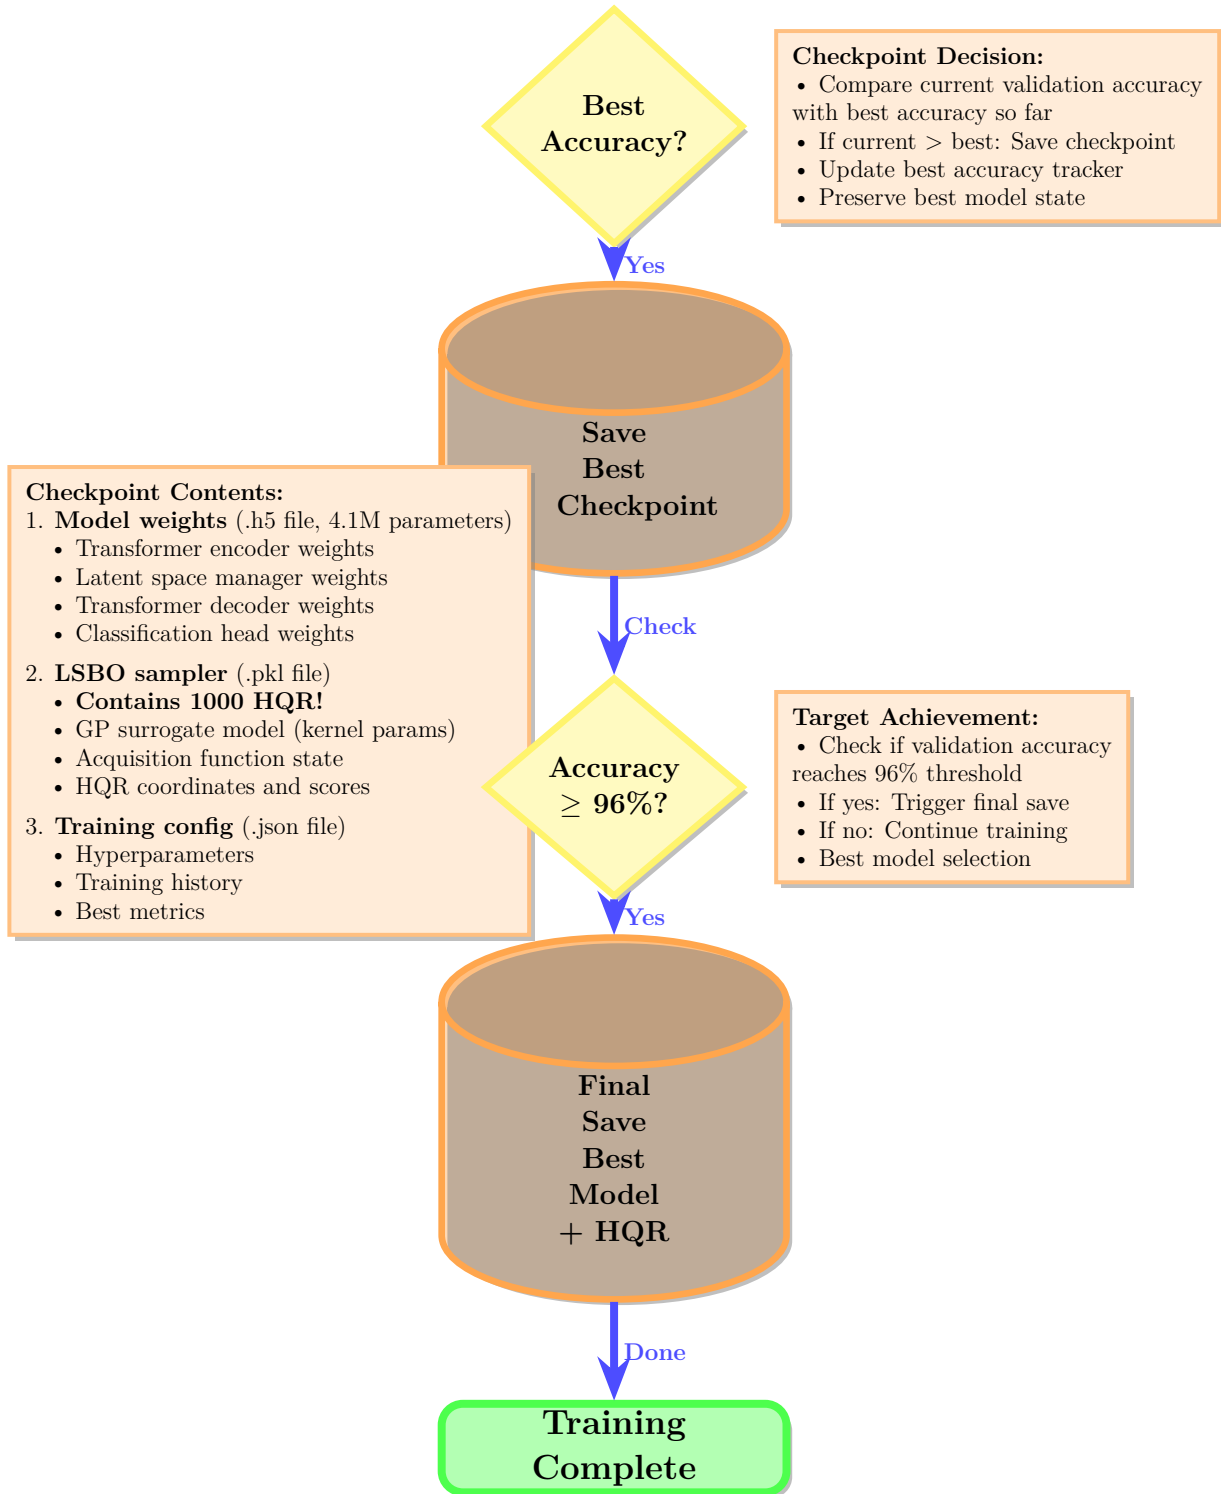 Best
Accuracy?
Checkpoint Decision:
• Compare current validation accuracy
with best accuracy so far
• If current > best: Save checkpoint
• Update best accuracy tracker
• Preserve best model state
Yes
Save
Best
Checkpoint
Checkpoint Contents:
1. Model weights (.h5 file, 4.1M parameters)
• Transformer encoder weights
• Latent space manager weights
• Transformer decoder weights
• Classification head weights
2. LSBO sampler (.pkl file)
• Contains 1000 HQR!
• GP surrogate model (kernel params)
• Acquisition function state
• HQR coordinates and scores
3. Training config (.json file)
• Hyperparameters
• Training history
• Best metrics
Check
Accuracy
≥ 96%?
Target Achievement:
• Check if validation accuracy
reaches 96% threshold
• If yes: Trigger final save
• If no: Continue training
• Best model selection
Yes
Final
Save
Best
Model
+ HQR
Done
Training
Complete